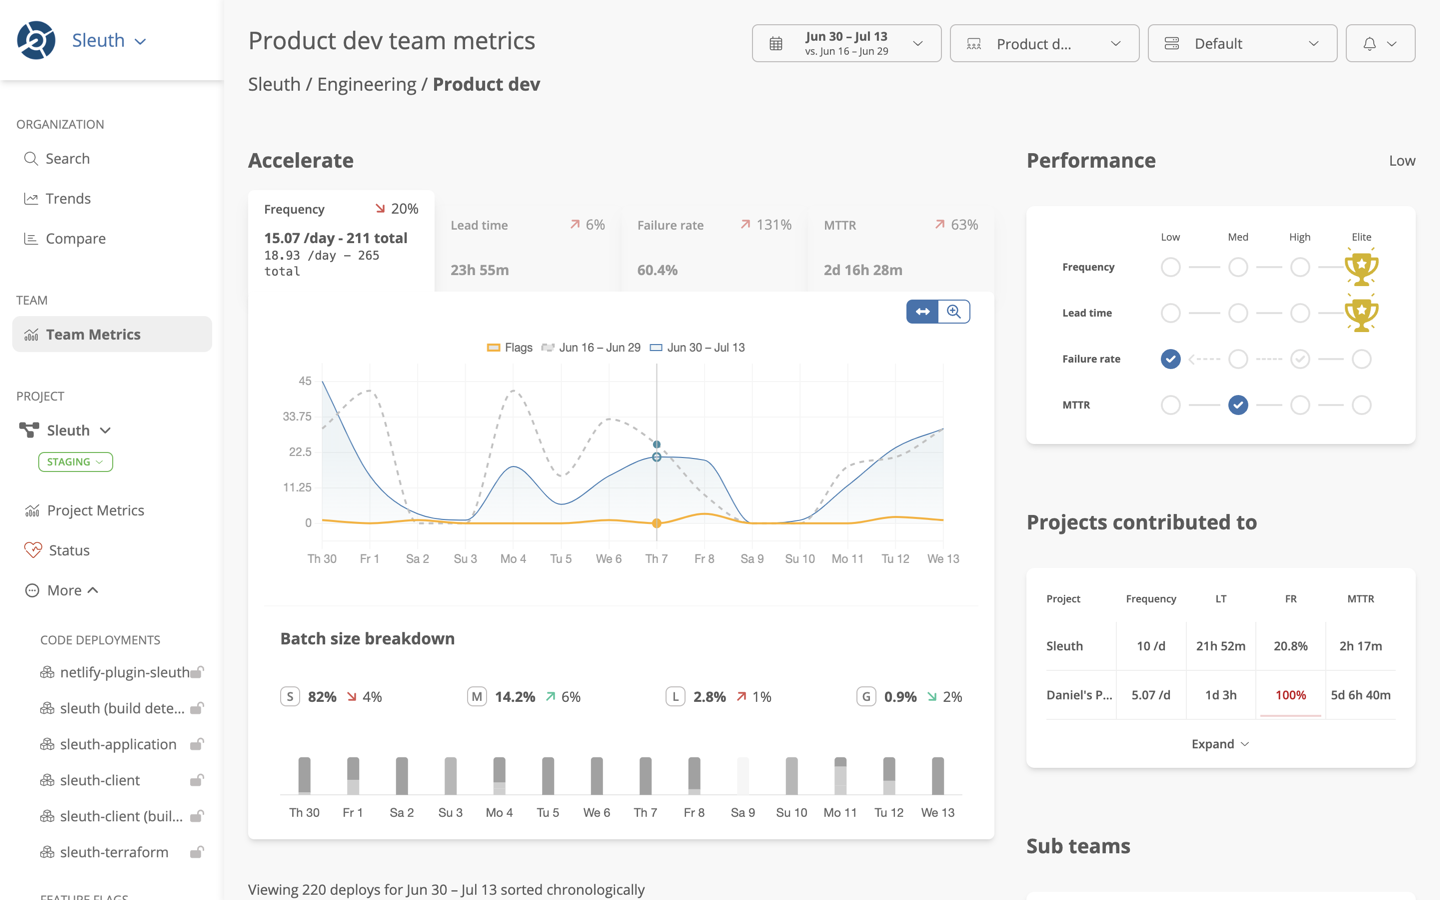 Sleuth
ORGANIZATION
Search
Trends
Compare
TEAM
Team Metrics
PROJECT
Sleuth
STAGING
Project Metrics
Status
More
CODE DEPLOYMENTS
netlify-plugin-sleuth
sleuth (build dete...
sleuth-application
sleuth-client
sleuth-client (buil...
sleuth-terraform
FEATURE FLAGS
Product dev team metrics
Sleuth / Engineering / Product dev
Jun 30 – Jul 13
vs. Jun 16 – Jun 29
Product d...
Default
Accelerate
Frequency 20%
15.07 /day - 211 total
18.93 /day – 265
total
Lead time 6%
23h 55m
Failure rate 131%
60.4%
MTTR 63%
2d 16h 28m
Flags Jun 16 – Jun 29 Jun 30 – Jul 13
45
33.75
22.5
11.25
0
Th 30 Fr 1 Sa 2 Su 3 Mo 4 Tu 5 We 6 Th 7 Fr 8 Sa 9 Su 10 Mo 11 Tu 12 We 13
Batch size breakdown
S 82% 4% M 14.2% 6% L 2.8% 1% G 0.9% 2%
Th 30 Fr 1 Sa 2 Su 3 Mo 4 Tu 5 We 6 Th 7 Fr 8 Sa 9 Su 10 Mo 11 Tu 12 We 13
Viewing 220 deploys for Jun 30 – Jul 13 sorted chronologically
Performance Low
Low Med High Elite
Frequency
Lead time
Failure rate
MTTR
Projects contributed to
Project Frequency LT FR MTTR
Sleuth 10 /d 21h 52m 20.8% 2h 17m
Daniel's P... 5.07 /d 1d 3h 100% 5d 6h 40m
Expand
Sub teams